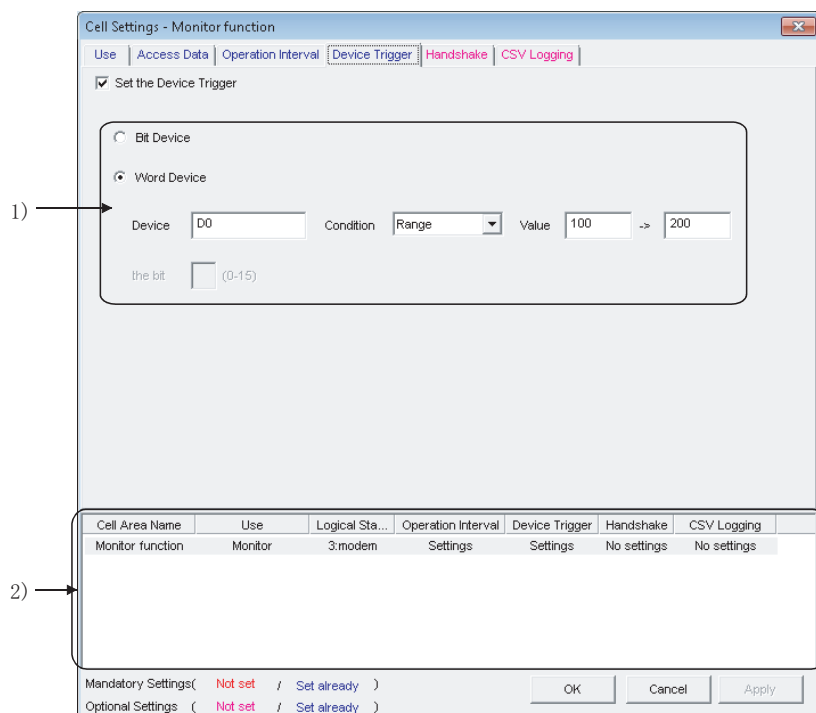 Cell Settings - Monitor function
Use Access Data Operation Interval Device Trigger Handshake CSV Logging
Set the Device Trigger
Bit Device
Word Device
1)
Device D0 Condition Range Value 100 -> 200
the bit (0-15)
Cell Area Name Use Logical Sta... Operation Interval Device Trigger Handshake CSV Logging
Monitor function Monitor 3:modem Settings Settings No settings No settings
2)
Mandatory Settings( Not set / Set already )
OK Cancel Apply
Optional Settings ( Not set / Set already )